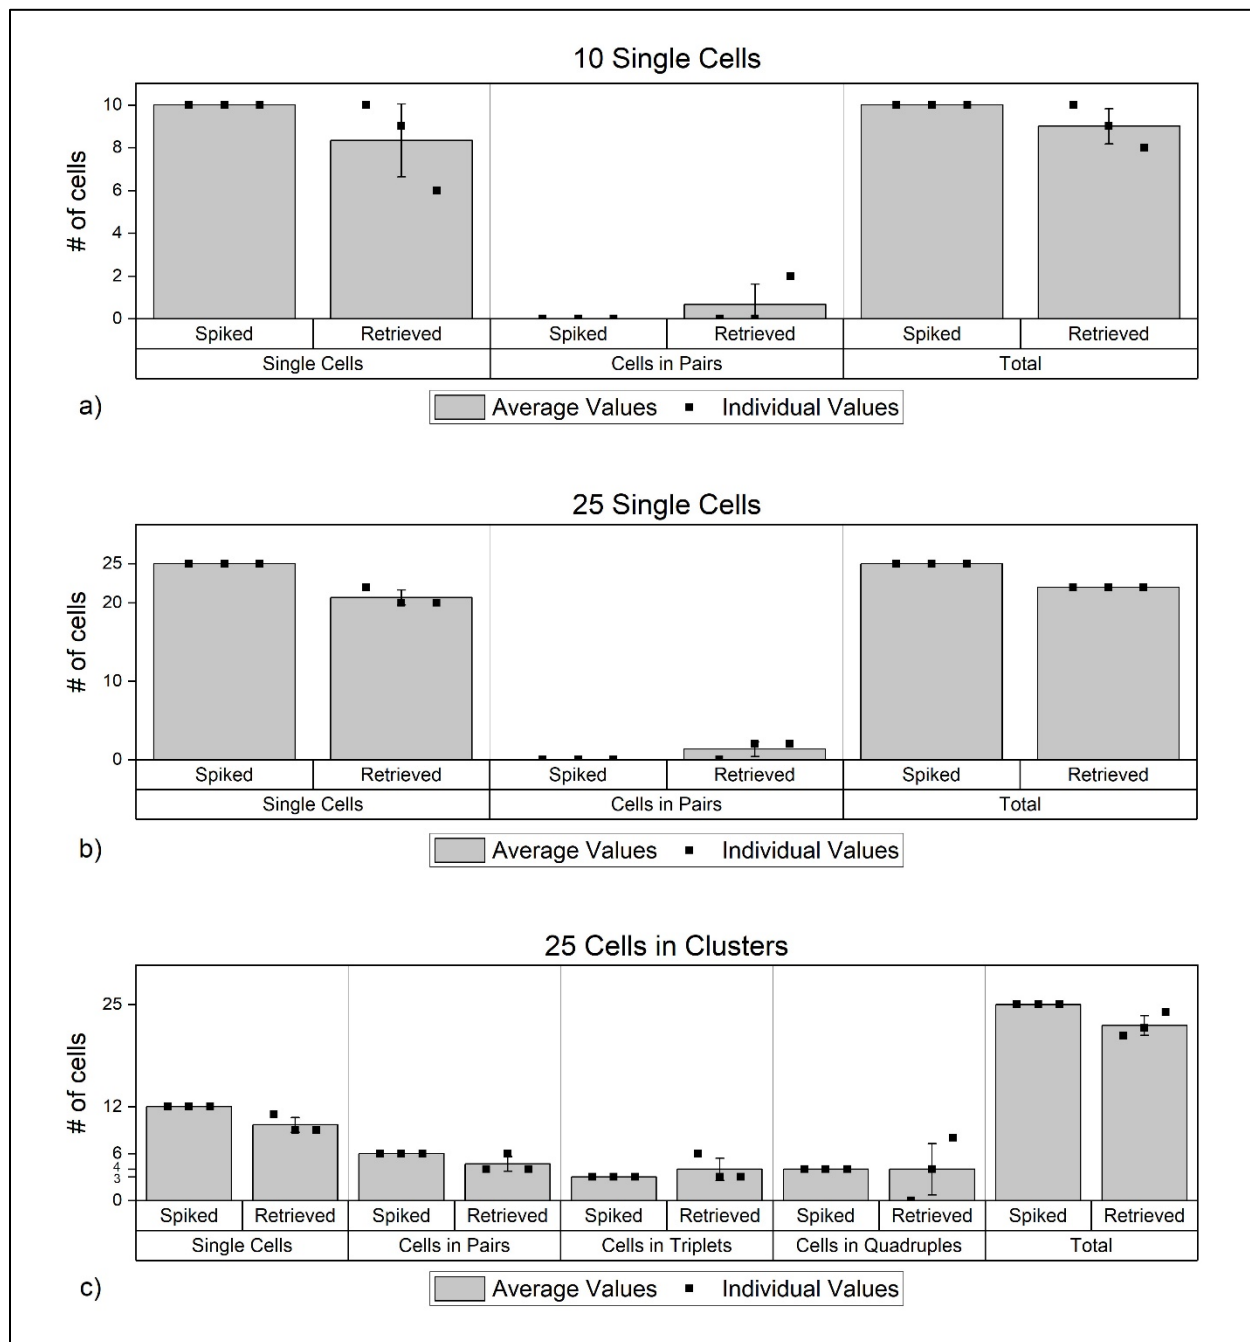 10 Single Cells
# of cells
10
8
6
4
2
0
Spiked Retrieved Spiked Retrieved Spiked Retrieved
Single Cells Cells in Pairs Total
a)
Average Values Individual Values
25 Single Cells
# of cells
25
20
10
0
Spiked Retrieved Spiked Retrieved Spiked Retrieved
Single Cells Cells in Pairs Total
b)
Average Values Individual Values
25 Cells in Clusters
# of cells
25
12
6
4
3
0
Spiked Retrieved Spiked Retrieved Spiked Retrieved Spiked Retrieved Spiked Retrieved
Single Cells Cells in Pairs Cells in Triplets Cells in Quadruples Total
c)
Average Values Individual Values